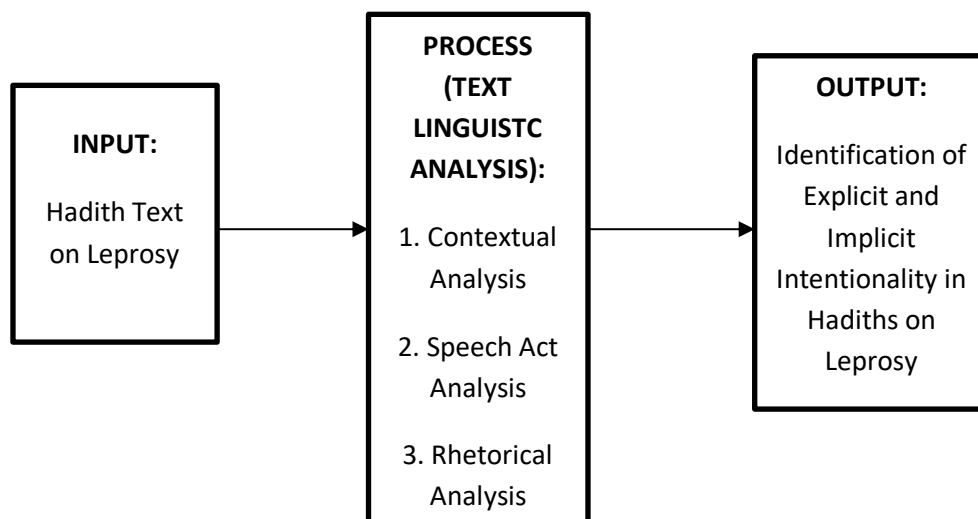 INPUT:
Hadith Text
on Leprosy
PROCESS
(TEXT
LINGUISTC
ANALYSIS):
1. Contextual
Analysis
2. Speech Act
Analysis
3. Rhetorical
Analysis
OUTPUT:
Identification of
Explicit and
Implicit
Intentionality in
Hadiths on
Leprosy